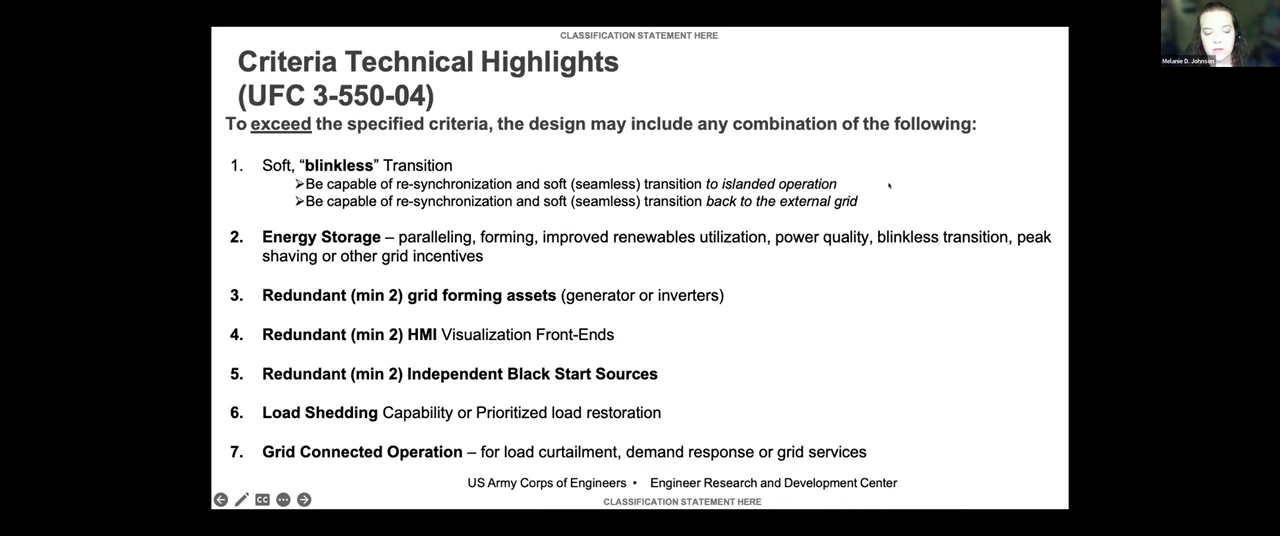 CLASSIFICATION STATEMENT HERE
Criteria Technical Highlights
(UFC 3-550-04)
To exceed the specified criteria, the design may include any combination of the following:
1. Soft, “blinkless” Transition
➢Be capable of re-synchronization and soft (seamless) transition to islanded operation
➢Be capable of re-synchronization and soft (seamless) transition back to the external grid
2. Energy Storage – paralleling, forming, improved renewables utilization, power quality, blinkless transition, peak
shaving or other grid incentives
3. Redundant (min 2) grid forming assets (generator or inverters)
4. Redundant (min 2) HMI Visualization Front-Ends
5. Redundant (min 2) Independent Black Start Sources
6. Load Shedding Capability or Prioritized load restoration
7. Grid Connected Operation – for load curtailment, demand response or grid services
US Army Corps of Engineers • Engineer Research and Development Center
CLASSIFICATION STATEMENT HERE
CC
Melanie D. Johnson